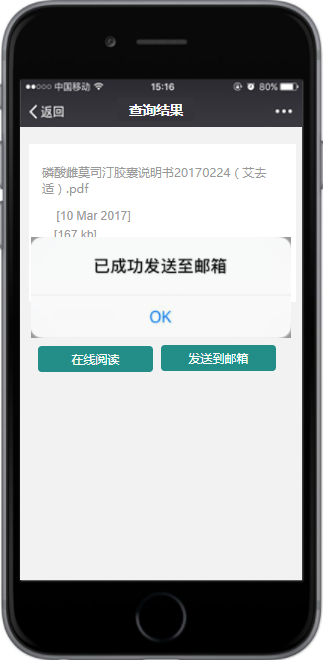 中国移动 15:16 80%
返回 查询结果
磷酸雌莫司汀胶囊说明书20170224（艾去
适）.pdf
[10 Mar 2017]
[167 kb]
已成功发送至邮箱
OK
在线阅读 发送到邮箱